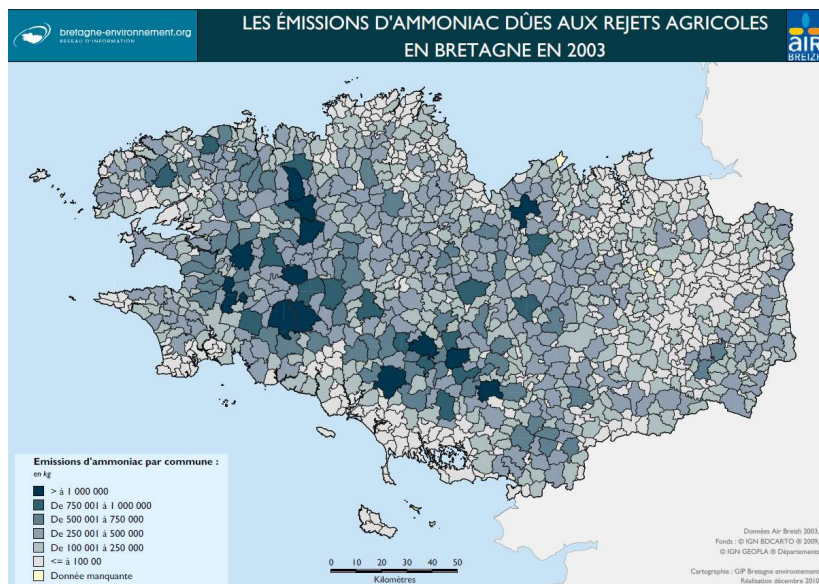 bretagne-environnement.org
RESEAU D'INFORMATION
LES ÉMISSIONS D'AMMONIAC DÛES AUX REJETS AGRICOLES
EN BRETAGNE EN 2003
aiR
BREIZH
Emissions d'ammoniac par commune :
en kg
> à 1 000 000
De 750 001 à 1 000 000
De 500 001 à 750 000
De 250 001 à 500 000
De 100 001 à 250 000
<= à 100 00
Donnée manquante
0 10 20 30 40 50
Kilomètres
Données Air Breizh 2003,
Fonds : © IGN BDCARTO ® 2009,
© IGN GEOFLA ® Départements
Cartographie : GIP Bretagne environnement
Réalisation décembre 2010